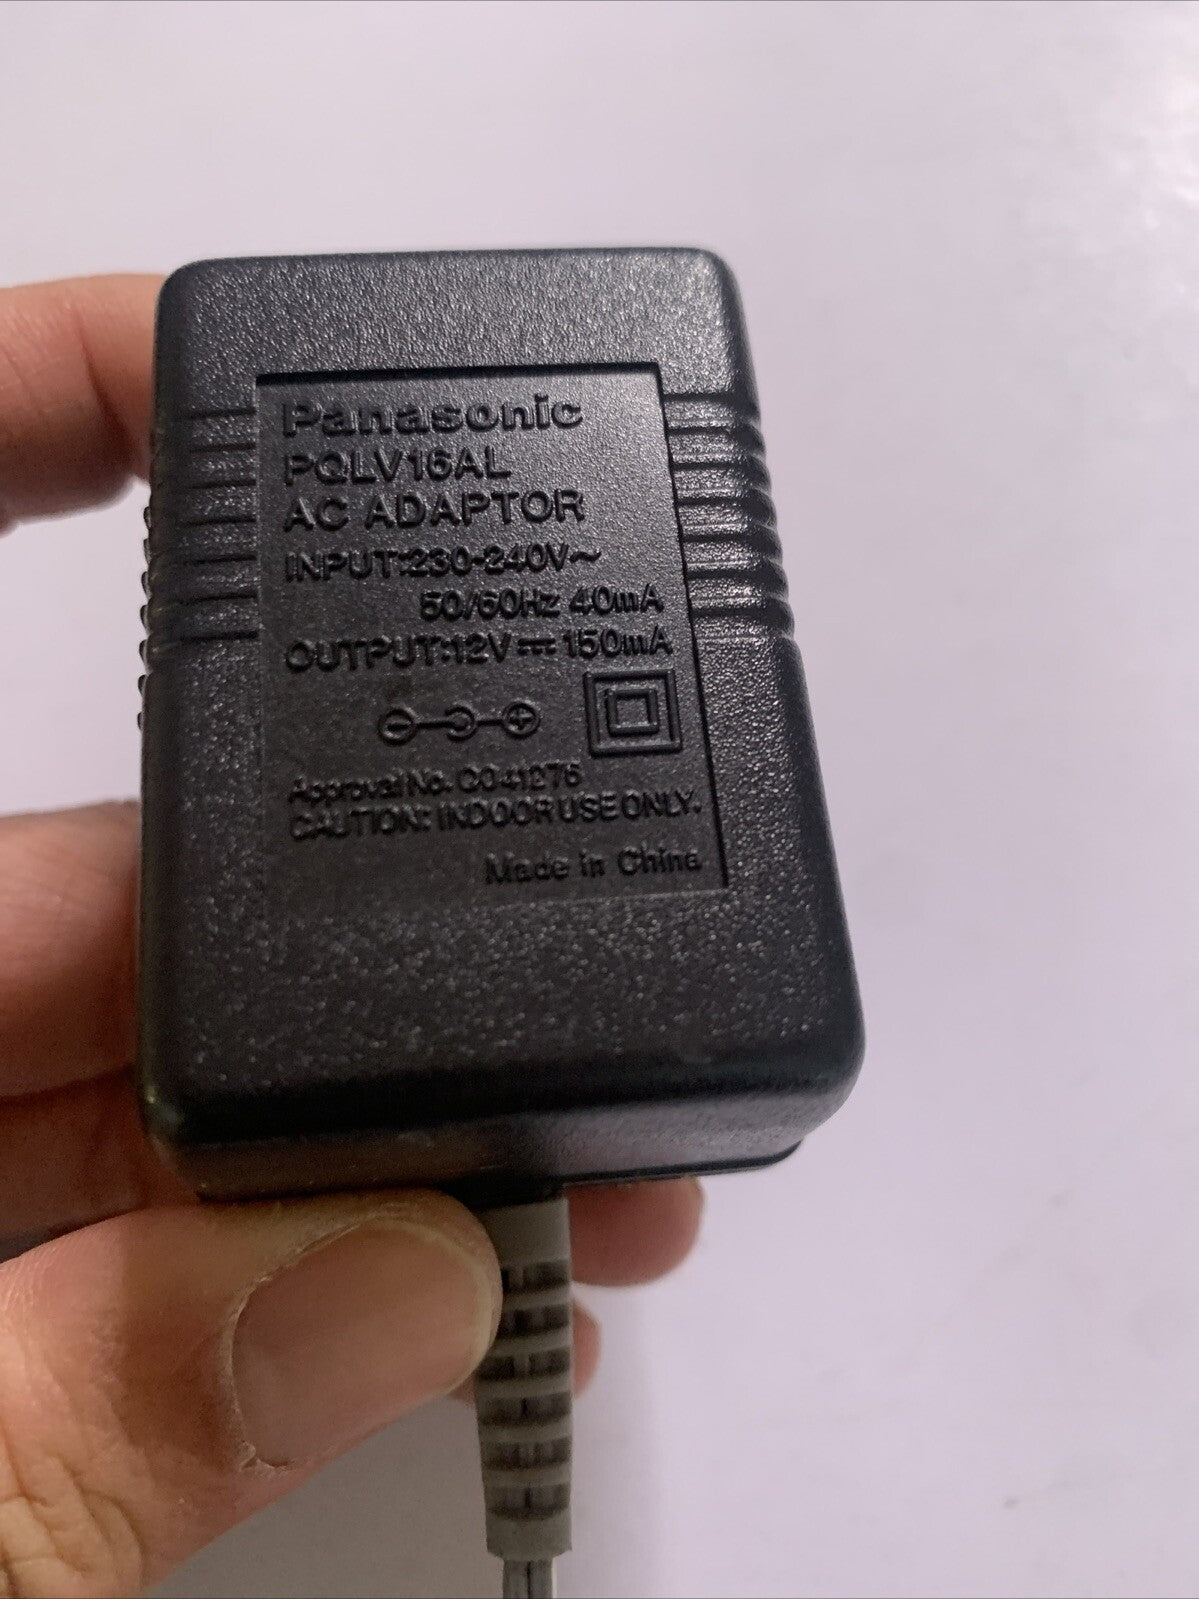 Panasonic
PQLV16AL
AC ADAPTOR
INPUT:230-240V~
50/60Hz 40mA
OUTPUT:12V⎓150mA
Approval No. C041276
CAUTION: INDOOR USE ONLY.
Made in China